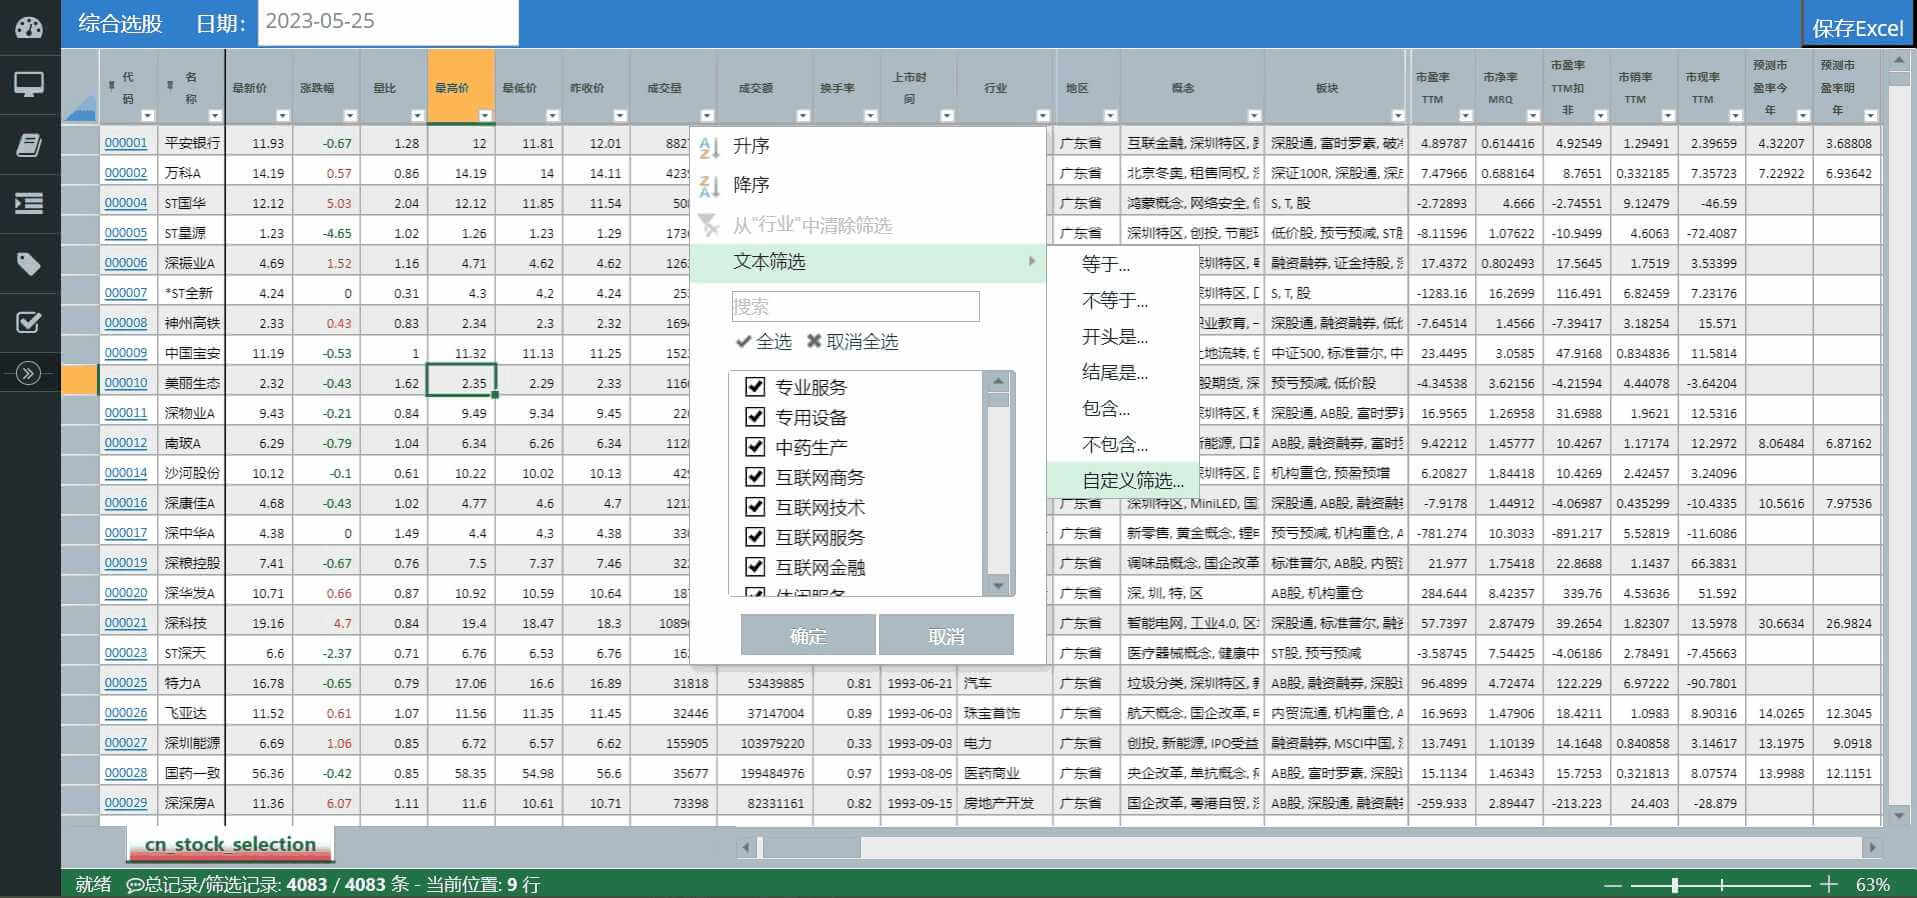 综合选股 日期: 2023-05-25 保存Excel
代码 名称 最新价 涨跌幅 量比 最高价 最低价 昨收价 成交量 成交额 换手率 上市时间 行业 地区 概念 板块 市盈率TTM 市净率MRQ 市盈率TTM扣非 市销率TTM 市现率TTM 预测市盈率今年 预测市盈率明年
000001 平安银行 11.93 -0.67 1.28 12 11.81 12.01 8827 广东省 互联金融, 深圳特区, 深股通, 富时罗素, 破净 4.89787 0.614416 4.92549 1.29491 2.39659 4.32207 3.68808
000002 万科A 14.19 0.57 0.86 14.19 14 14.11 4239 广东省 北京冬奥, 租售同权, 深证100R, 深股通, 深成 7.47966 0.688164 8.7651 0.332185 7.35723 7.22922 6.93642
000004 ST国华 12.12 5.03 2.04 12.12 11.85 11.54 508 广东省 鸿蒙概念, 网络安全, S, T, 股 -2.72893 4.666 -2.74551 9.12479 -46.59
000005 ST星源 1.23 -4.65 1.02 1.26 1.23 1.29 1736 广东省 深圳特区, 创投, 节能环 低价股, 预亏预减, ST股 -8.11596 1.07622 -10.9499 4.6063 -72.4087
000006 深振业A 4.69 1.52 1.16 4.71 4.62 4.62 1262 圳特区, 融资融券, 证金持股, 17.4372 0.802493 17.5645 1.7519 3.53399
000007 *ST全新 4.24 0 0.31 4.3 4.2 4.24 253 圳特区, S, T, 股 -1283.16 16.2699 116.491 6.82459 7.23176
000008 神州高铁 2.33 0.43 0.83 2.34 2.3 2.32 1694 业教育, 深股通, 融资融券, 低价 -7.64514 1.4566 -7.39417 3.18254 15.571
000009 中国宝安 11.19 -0.53 1 11.32 11.13 11.25 152 地流转, 中证500, 标准普尔, 中 23.4495 3.0585 47.9168 0.834836 11.5814
000010 美丽生态 2.32 -0.43 1.62 2.35 2.29 2.33 1160 股期货, 预亏预减, 低价股 -4.34538 3.62156 -4.21594 4.44078 -3.64204
000011 深物业A 9.43 -0.21 0.84 9.49 9.34 9.45 220 圳特区, 深股通, AB股, 富时罗素 16.9565 1.26958 31.6988 1.9621 12.5316
000012 南玻A 6.29 -0.79 1.04 6.34 6.26 6.34 1128 能源, 口罩 AB股, 融资融券, 富时罗 9.42212 1.45777 10.4267 1.17174 12.2972 8.06484 6.87162
000014 沙河股份 10.12 -0.1 0.61 10.22 10.02 10.13 429 圳特区, 机构重仓, 预盈预增 6.20827 1.84418 10.4269 2.42457 3.24096
000016 深康佳A 4.68 -0.43 1.02 4.77 4.6 4.7 1212 广东省 深圳特区, MiniLED, 国 深股通, AB股, 融资融券 -7.9178 1.44912 -4.06987 0.435299 -10.4335 10.5616 7.97536
000017 深中华A 4.38 0 1.49 4.4 4.3 4.38 330 广东省 新零售, 黄金概念, 锂电 预亏预减, 机构重仓, A -781.274 10.3033 -891.217 5.52819 -11.6086
000019 深粮控股 7.41 -0.67 0.76 7.5 7.37 7.46 322 广东省 调味品概念, 国企改革 标准普尔, AB股, 内贸流 21.977 1.75418 22.8688 1.1437 66.3831
000020 深华发A 10.71 0.66 0.87 10.92 10.59 10.64 187 广东省 深, 圳, 特, 区 AB股, 机构重仓 284.644 8.42357 339.76 4.53636 51.592
000021 深科技 19.16 4.7 0.84 19.4 18.47 18.3 10896 广东省 智能电网, 工业4.0, 区块 深股通, 标准普尔, 融资 57.7397 2.87479 39.2654 1.82307 13.5978 30.6634 26.9824
000023 ST深天 6.6 -2.37 0.71 6.76 6.53 6.76 162 广东省 医疗器械概念, 健康中 ST股, 预亏预减 -3.58745 7.54425 -4.06186 2.78491 -7.45663
000025 特力A 16.78 -0.65 0.79 17.06 16.6 16.89 31818 53439885 0.81 1993-06-21 汽车 广东省 垃圾分类, 深圳特区, AB股, 融资融券, 深股通 96.4899 4.72474 122.229 6.97222 -90.7801
000026 飞亚达 11.52 0.61 1.07 11.56 11.35 11.45 32446 37147004 0.89 1993-06-03 珠宝首饰 广东省 航天概念, 国企改革, 内贸流通, 机构重仓, A 16.9693 1.47906 18.4211 1.0983 8.90316 14.0265 12.3045
000027 深圳能源 6.69 1.06 0.85 6.72 6.57 6.62 155905 103979220 0.33 1993-09-03 电力 广东省 创投, 新能源, IPO受益 融资融券, MSCI中国, 13.7491 1.10139 14.1648 0.840858 3.14617 13.1975 9.0918
000028 国药一致 56.36 -0.42 0.85 58.35 54.98 56.6 35677 199484976 0.97 1993-08-09 医药商业 广东省 央企改革, 单抗概念, AB股, 富时罗素, 深股通 15.1134 1.46343 15.7253 0.321813 8.07574 13.9988 12.1151
000029 深深房A 11.36 6.07 1.11 11.6 10.61 10.71 73398 82331161 0.82 1993-09-15 房地产开发 广东省 国企改革, 粤港自贸, AB股, 深股通, 融资融券 -259.933 2.89447 -213.223 24.403 -28.879
升序
降序
从“行业”中清除筛选
文本筛选
搜索
全选 取消全选
专业服务
专用设备
中药生产
互联网商务
互联网技术
互联网服务
互联网金融
休闲服务
确定 取消
等于...
不等于...
开头是...
结尾是...
包含...
不包含...
自定义筛选...
cn_stock_selection
就绪 总记录/筛选记录: 4083 / 4083 条 - 当前位置: 9 行 63%